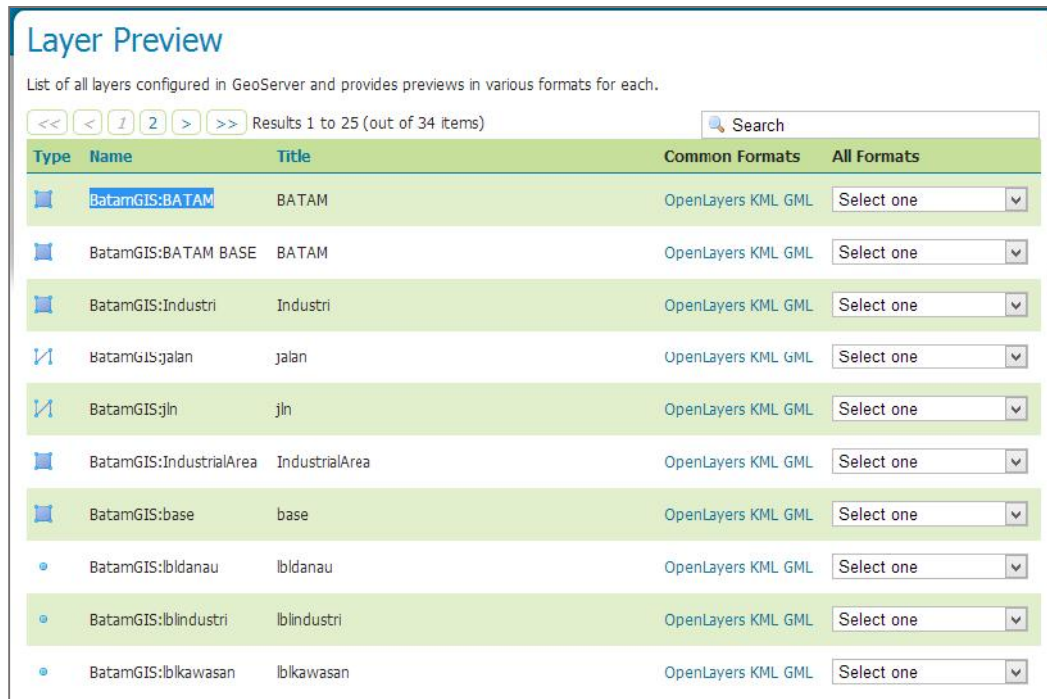 Layer Preview
List of all layers configured in GeoServer and provides previews in various formats for each.
<< < 1 2 > >> Results 1 to 25 (out of 34 items) Search
Type Name Title Common Formats All Formats
BatamGIS:BATAM BATAM OpenLayers KML GML Select one
BatamGIS:BATAM BASE BATAM OpenLayers KML GML Select one
BatamGIS:Industri Industri OpenLayers KML GML Select one
BatamGIS:jalan jalan OpenLayers KML GML Select one
BatamGIS:jln jln OpenLayers KML GML Select one
BatamGIS:IndustrialArea IndustrialArea OpenLayers KML GML Select one
BatamGIS:base base OpenLayers KML GML Select one
BatamGIS:lbldanau lbldanau OpenLayers KML GML Select one
BatamGIS:lblindustri lblindustri OpenLayers KML GML Select one
BatamGIS:lblkawasan lblkawasan OpenLayers KML GML Select one